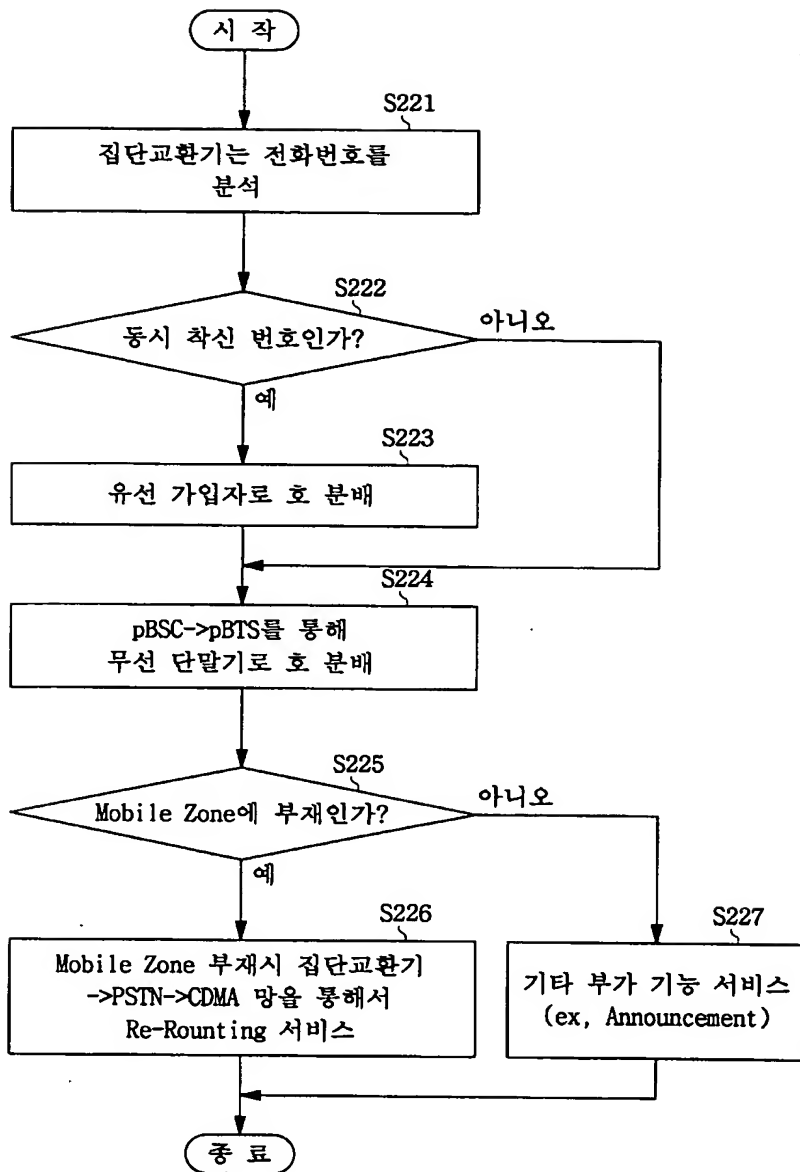 시 작
S221
집단교환기는 전화번호를
분석
S222
동시 착신 번호인가?
아니오
예
S223
유선 가입자로 호 분배
S224
pBSC->pBTS를 통해
무선 단말기로 호 분배
S225
Mobile Zone에 부재인가?
아니오
예
S226
Mobile Zone 부재시 집단교환기
->PSTN->CDMA 망을 통해서
Re-Rounting 서비스
S227
기타 부가 기능 서비스
(ex, Announcement)
종 료